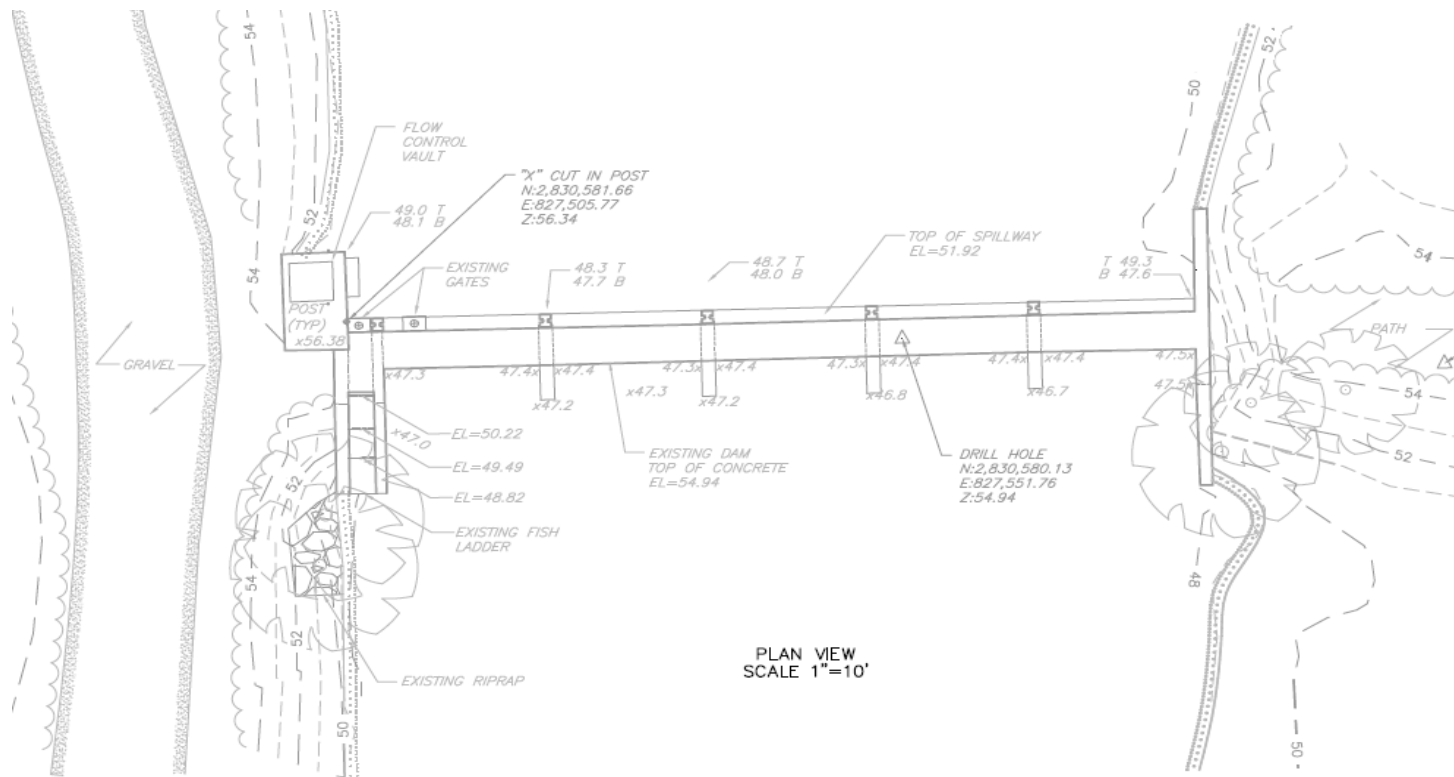 54
54
52
50
52
FLOW
CONTROL
VAULT
"X" CUT IN POST
N:2,830,581.66
E:827,505.77
Z:56.34
52
49.0 T
48.1 B
54
EXISTING
GATES
48.3 T
47.7 B
48.7 T
48.0 B
TOP OF SPILLWAY
EL=51.92
T 49.3
B 47.6
54
POST
(TYP)
x56.38
GRAVEL
PATH
x47.3
47.4x
x47.4
47.3x
x47.4
47.3x
x47.4
47.4x
x47.4
47.5x
47.5x
x47.2
x47.3
x47.2
x46.8
x46.7
54
x47.0
EL=50.22
EL=49.49
EL=48.82
EXISTING DAM
TOP OF CONCRETE
EL=54.94
DRILL HOLE
N:2,830,580.13
E:827,551.76
Z:54.94
52
52
EXISTING FISH
LADDER
54
48
52
PLAN VIEW
SCALE 1"=10'
EXISTING RIPRAP
50
50